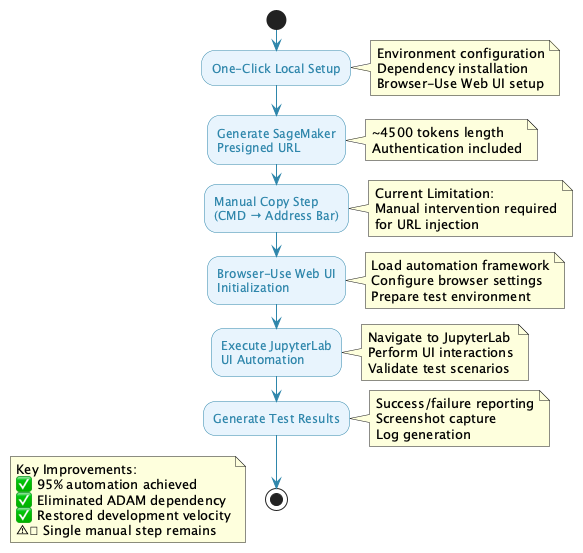 One-Click Local Setup
Environment configuration
Dependency installation
Browser-Use Web UI setup
Generate SageMaker
Presigned URL
~4500 tokens length
Authentication included
Manual Copy Step
(CMD → Address Bar)
Current Limitation:
Manual intervention required
for URL injection
Browser-Use Web UI
Initialization
Load automation framework
Configure browser settings
Prepare test environment
Execute JupyterLab
UI Automation
Navigate to JupyterLab
Perform UI interactions
Validate test scenarios
Generate Test Results
Success/failure reporting
Screenshot capture
Log generation
Key Improvements:
✅ 95% automation achieved
✅ Eliminated ADAM dependency
✅ Restored development velocity
⚠️ Single manual step remains